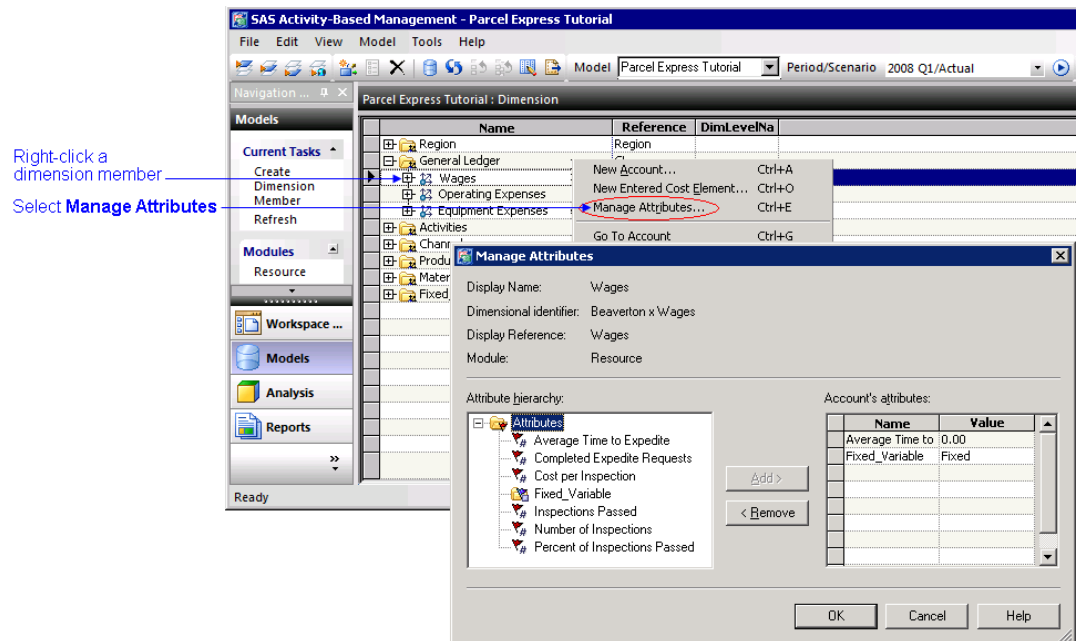 SAS Activity-Based Management - Parcel Express Tutorial
File Edit View Model Tools Help
Model Parcel Express Tutorial Period/Scenario 2008 Q1/Actual
Navigation ...
Parcel Express Tutorial : Dimension
Models
Name Reference DimLevelNa
Current Tasks
Create
Dimension
Member
Refresh
Modules
Resource
Workspace ...
Models
Analysis
Reports
»
Ready
Region Region
General Ledger
Wages
Operating Expenses
Equipment Expenses
Activities
Chann
Produ
Mater
Fixed
Right-click a
dimension member
Select Manage Attributes
New Account... Ctrl+A
New Entered Cost Element... Ctrl+O
Manage Attributes... Ctrl+E
Go To Account Ctrl+G
Manage Attributes
Display Name: Wages
Dimensional identifier: Beaverton x Wages
Display Reference: Wages
Module: Resource
Attribute hierarchy:
Attributes
Average Time to Expedite
Completed Expedite Requests
Cost per Inspection
Fixed_Variable
Inspections Passed
Number of Inspections
Percent of Inspections Passed
Add >
< Remove
Account's attributes:
Name Value
Average Time to 0.00
Fixed_Variable Fixed
OK Cancel Help